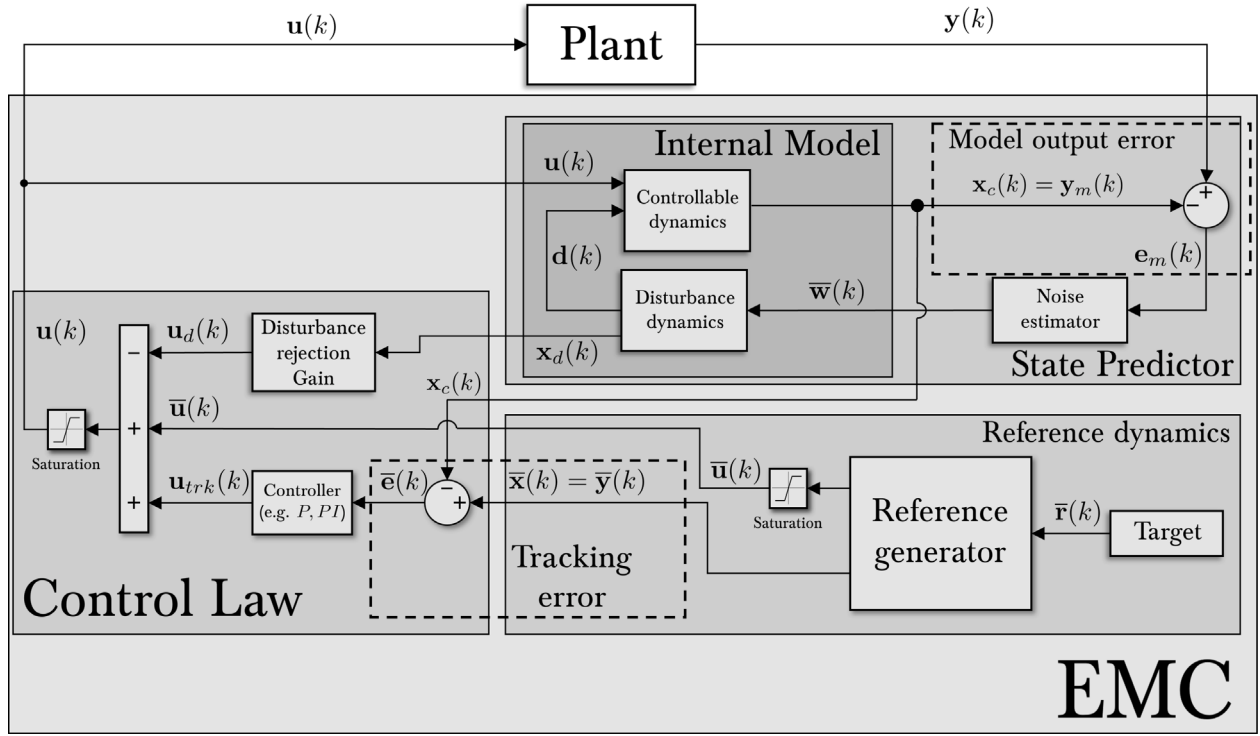 u(k)
Plant
y(k)
Internal Model
Model output error
u(k)
Controllable
dynamics
x_c(k) = y_m(k)
+
−
d(k)
e_m(k)
Disturbance
dynamics
w̅(k)
Noise
estimator
x_d(k)
State Predictor
u(k)
u_d(k)
Disturbance
rejection
Gain
−
x_c(k)
u̅(k)
+
Saturation
u_trk(k)
+
Controller
(e.g. P, PI)
e̅(k)
−
+
x̅(k) = y̅(k)
Tracking
error
Control Law
Reference dynamics
u̅(k)
Saturation
Reference
generator
r̅(k)
Target
EMC